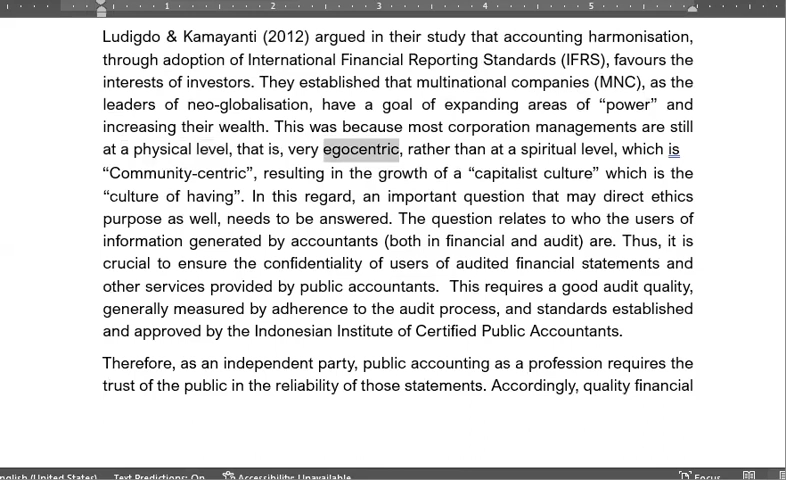 1 2 3 4 5
Ludigdo & Kamayanti (2012) argued in their study that accounting harmonisation,
through adoption of International Financial Reporting Standards (IFRS), favours the
interests of investors. They established that multinational companies (MNC), as the
leaders of neo-globalisation, have a goal of expanding areas of “power” and
increasing their wealth. This was because most corporation managements are still
at a physical level, that is, very egocentric, rather than at a spiritual level, which is
“Community-centric”, resulting in the growth of a “capitalist culture” which is the
“culture of having”. In this regard, an important question that may direct ethics
purpose as well, needs to be answered. The question relates to who the users of
information generated by accountants (both in financial and audit) are. Thus, it is
crucial to ensure the confidentiality of users of audited financial statements and
other services provided by public accountants.  This requires a good audit quality,
generally measured by adherence to the audit process, and standards established
and approved by the Indonesian Institute of Certified Public Accountants.
Therefore, as an independent party, public accounting as a profession requires the
trust of the public in the reliability of those statements. Accordingly, quality financial
(United States) Text Predictions: On Accessibility: Unavailable Focus